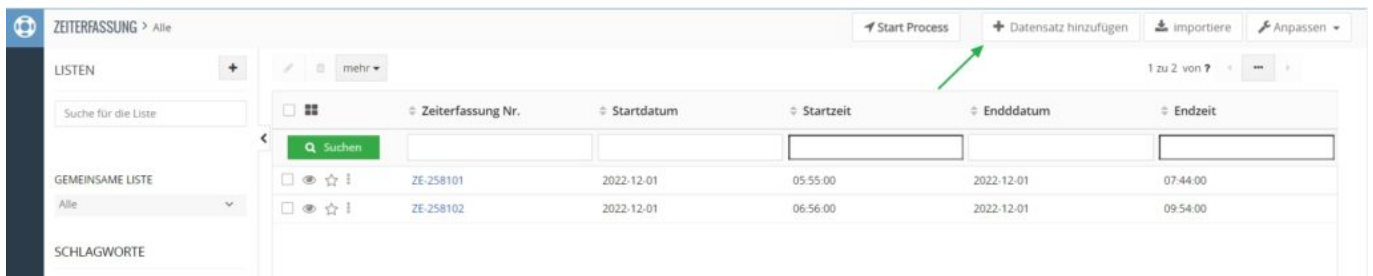 ZEITERFASSUNG > Alle
Start Process
Datensatz hinzufügen
importiere
Anpassen
LISTEN
mehr
1 zu 2 von ?
Suche für die Liste
Zeiterfassung Nr. Startdatum Startzeit Endddatum Endzeit
Suchen
GEMEINSAME LISTE
ZE-258101 2022-12-01 05:55:00 2022-12-01 07:44:00
Alle
ZE-258102 2022-12-01 06:56:00 2022-12-01 09:54:00
SCHLAGWORTE